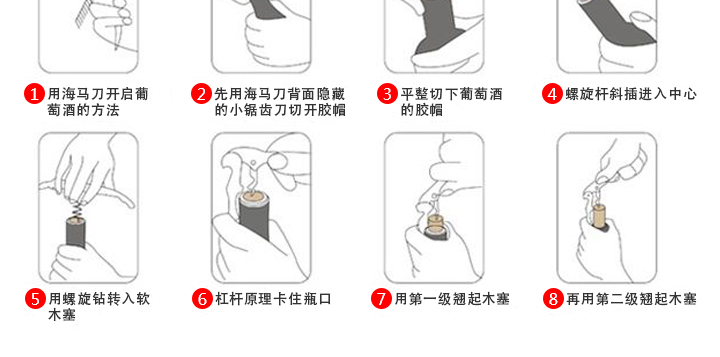 1 用海马刀开启葡
萄酒的方法
2 先用海马刀背面隐藏
的小锯齿刀切开胶帽
3 平整切下葡萄酒
的胶帽
4 螺旋杆斜插进入中心
5 用螺旋钻转入软
木塞
6 杠杆原理卡住瓶口
7 用第一级翘起木塞
8 再用第二级翘起木塞